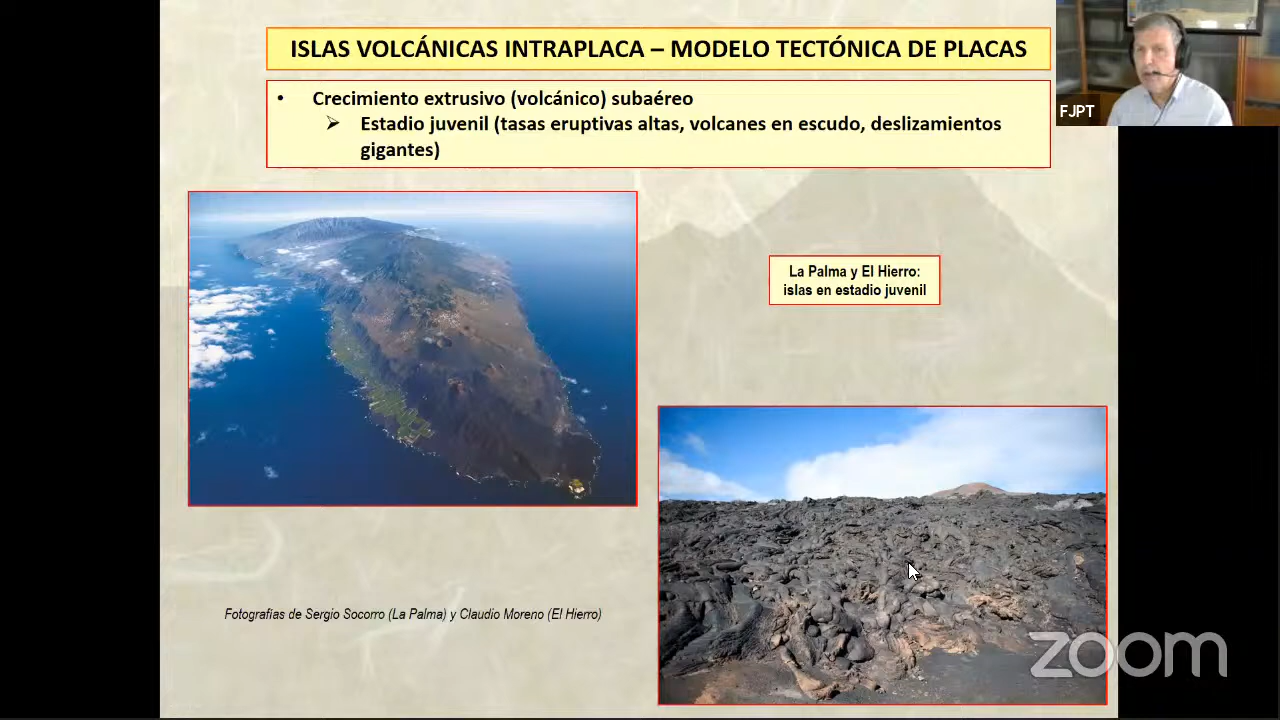 ISLAS VOLCÁNICAS INTRAPLACA – MODELO TECTÓNICA DE PLACAS
• Crecimiento extrusivo (volcánico) subaéreo
➢ Estadio juvenil (tasas eruptivas altas, volcanes en escudo, deslizamientos
gigantes)
FJPT
La Palma y El Hierro:
islas en estadio juvenil
Fotografías de Sergio Socorro (La Palma) y Claudio Moreno (El Hierro)
zoom